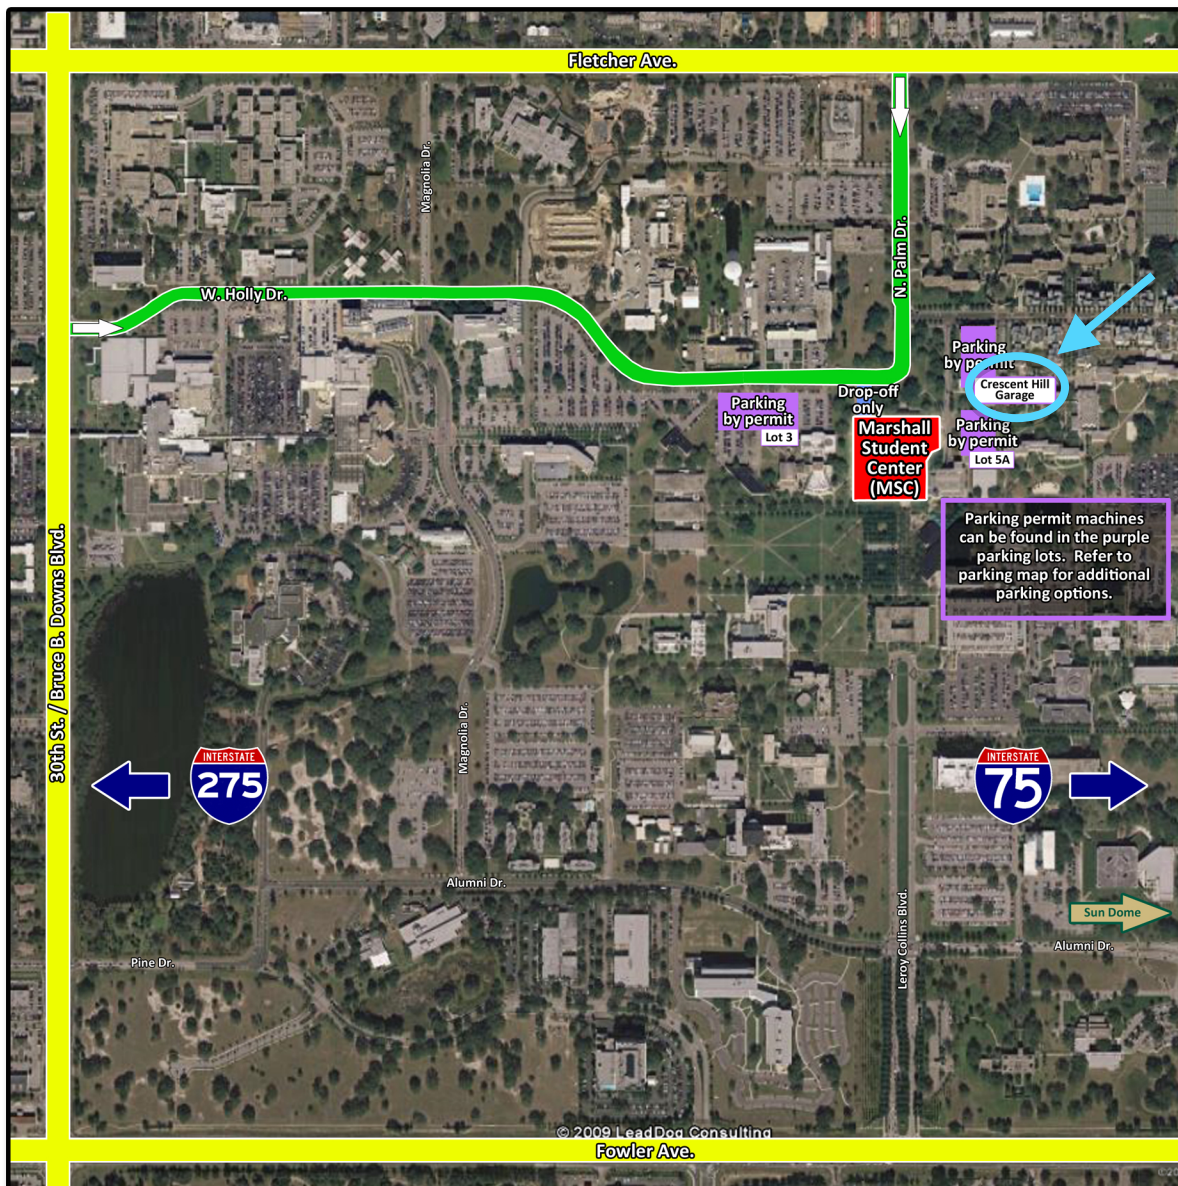 Fletcher Ave.
Magnolia Dr.
N. Palm Dr.
W. Holly Dr.
Parking
by permit
Crescent Hill
Garage
Drop-off
only
Parking
by permit
Lot 3
Marshall
Student
Center
(MSC)
Parking
by permit
Lot 5A
Parking permit machines
can be found in the purple
parking lots. Refer to
parking map for additional
parking options.
30th St. / Bruce B. Downs Blvd.
Magnolia Dr.
INTERSTATE
275
INTERSTATE
75
Alumni Dr.
Leroy Collins Blvd.
Sun Dome
Alumni Dr.
Pine Dr.
© 2009 LeadDog Consulting
Fowler Ave.